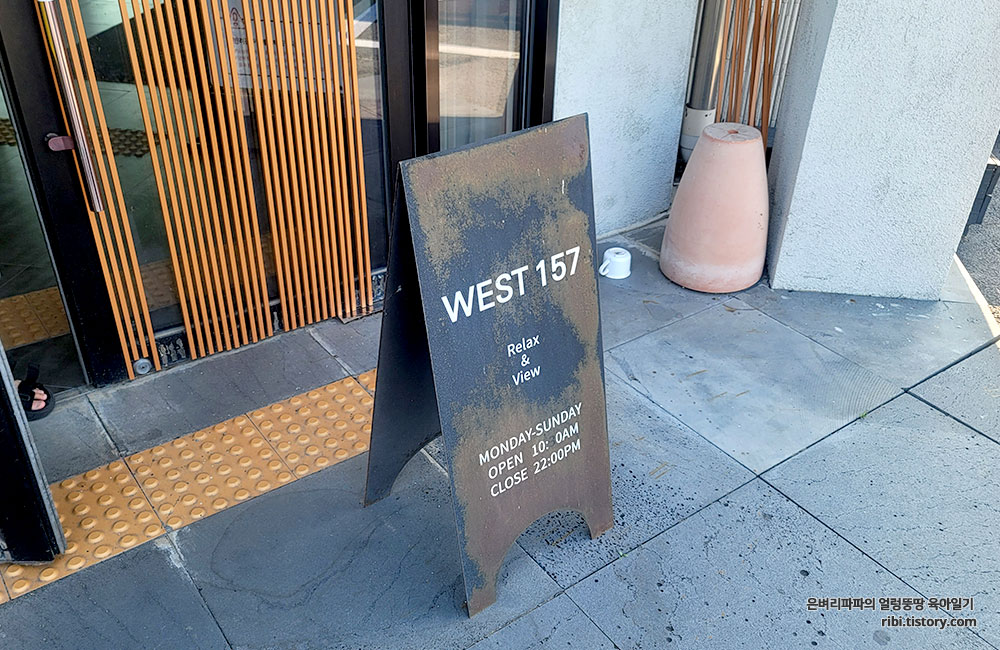 WEST 157
Relax
&
View
MONDAY-SUNDAY
OPEN 10: 0AM
CLOSE 22:00PM
은벼리파파의 얼렁뚱땅 육아일기
ribi.tistory.com